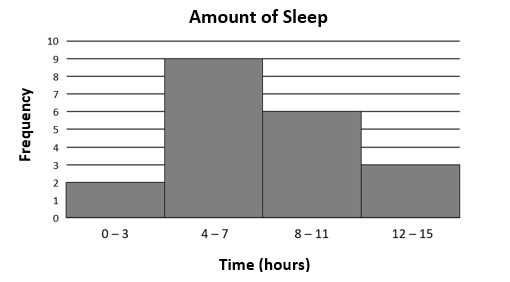 Amount of Sleep
Frequency
10
9
8
7
6
5
4
3
2
1
0
0 – 3 4 – 7 8 – 11 12 – 15
Time (hours)